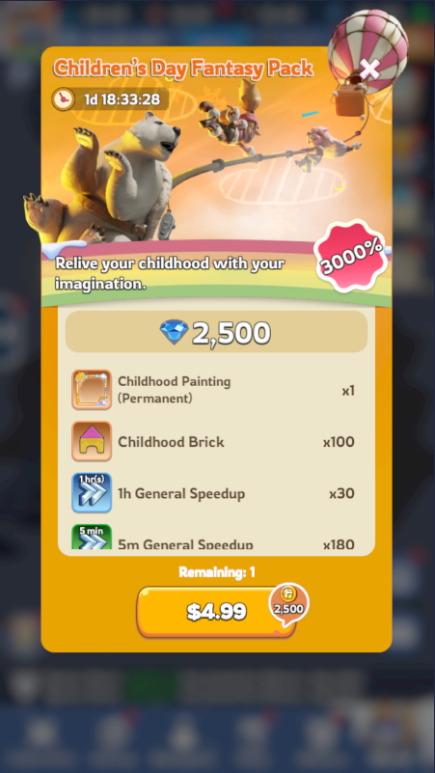 Children's Day Fantasy Pack
1d 18:33:28
Relive your childhood with your
imagination.
3000%
2,500
Childhood Painting
(Permanent)
x1
Childhood Brick
x100
1 hr(s)
1h General Speedup
x30
5 min
5m General Speedup
x180
Remaining: 1
$4.99
2,500